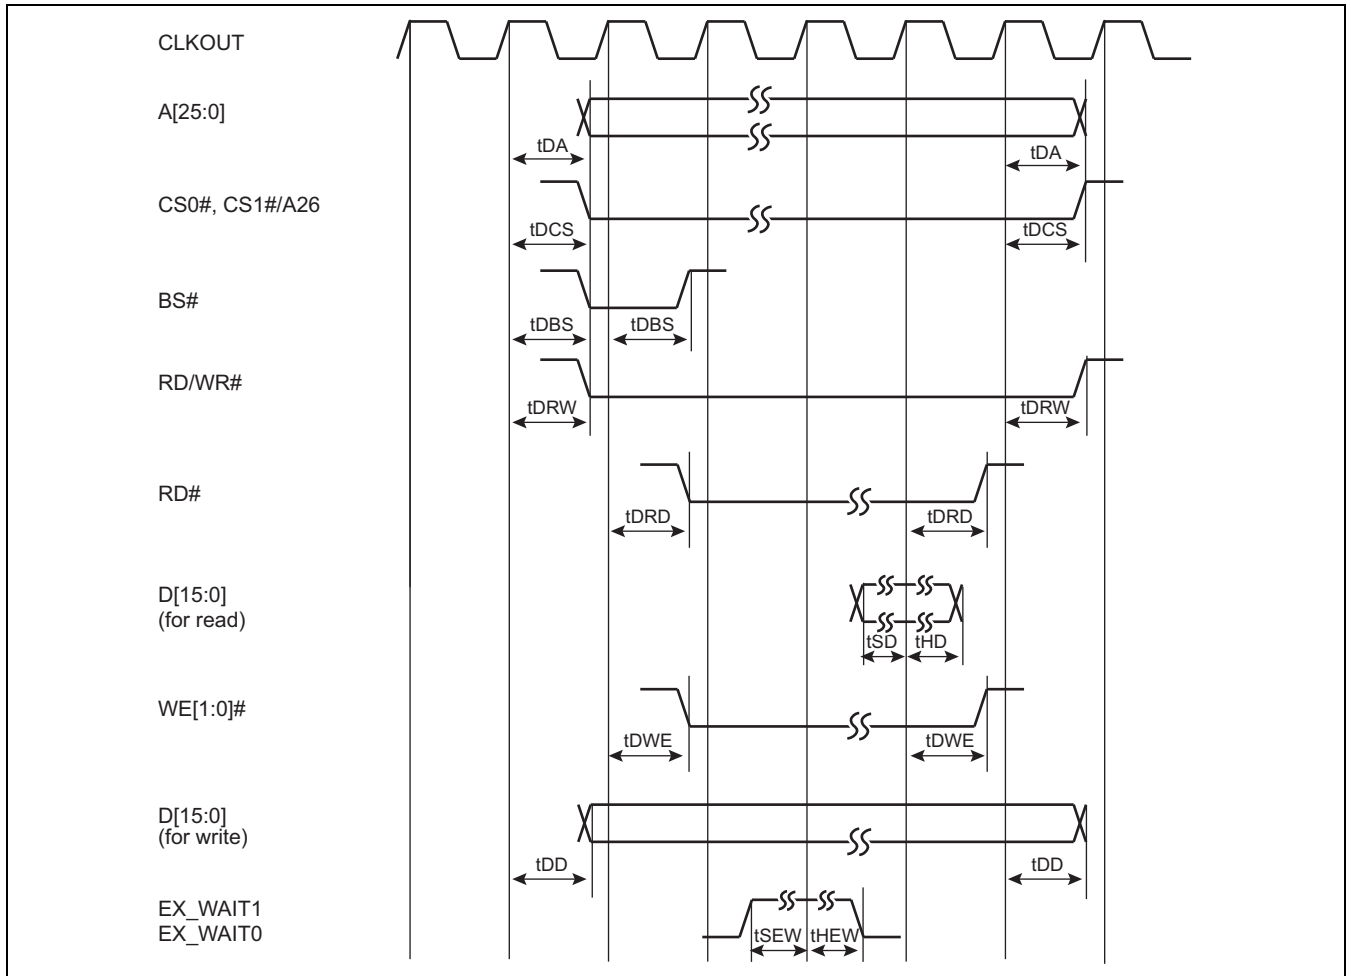 CLKOUT
A[25:0]
tDA tDA
CS0#, CS1#/A26
tDCS tDCS
BS#
tDBS tDBS
RD/WR#
tDRW tDRW
RD#
tDRD tDRD
D[15:0]
(for read)
tSD tHD
WE[1:0]#
tDWE tDWE
D[15:0]
(for write)
tDD tDD
EX_WAIT1
EX_WAIT0
tSEW tHEW